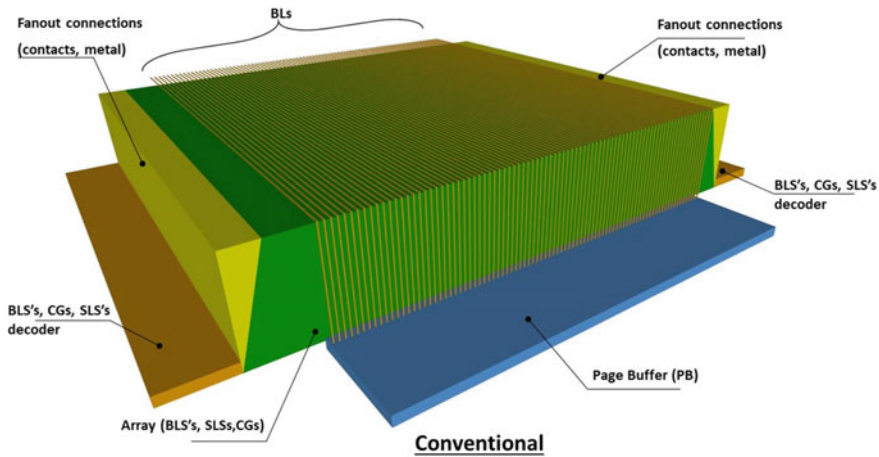 Fanout connections
(contacts, metal)
BLs
Fanout connections
(contacts, metal)
BLS's, CGs, SLS's
decoder
BLS's, CGs, SLS's
decoder
Page Buffer (PB)
Array (BLS's, SLSs,CGs)
Conventional